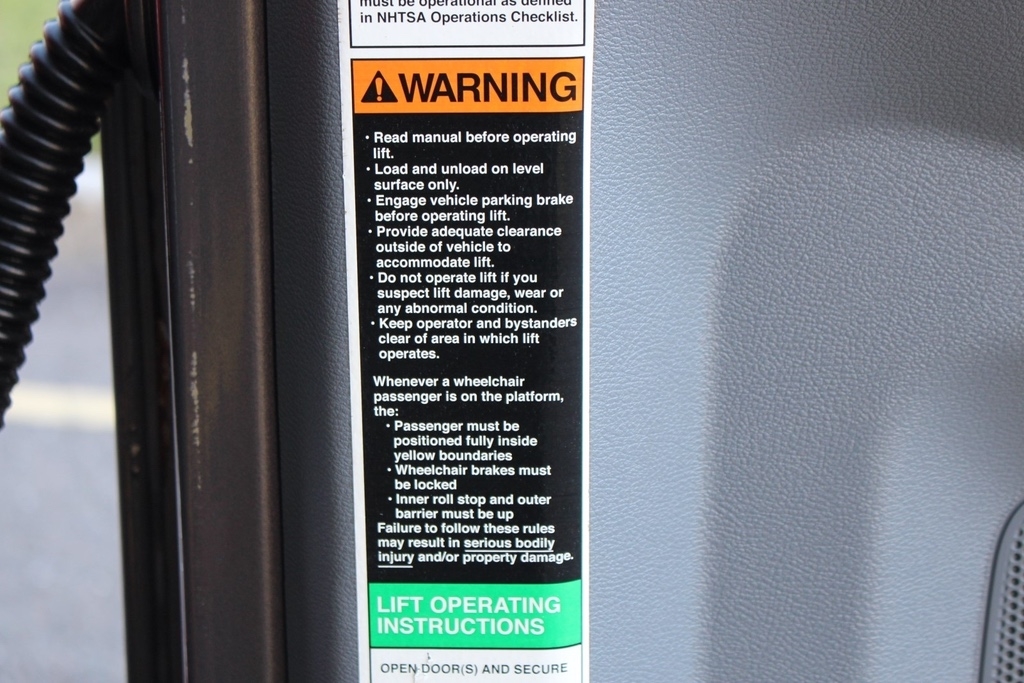 must be operational as defined
in NHTSA Operations Checklist.
WARNING
• Read manual before operating
lift.
• Load and unload on level
surface only.
• Engage vehicle parking brake
before operating lift.
• Provide adequate clearance
outside of vehicle to
accommodate lift.
• Do not operate lift if you
suspect lift damage, wear or
any abnormal condition.
• Keep operator and bystanders
clear of area in which lift
operates.
Whenever a wheelchair
passenger is on the platform,
the:
• Passenger must be
positioned fully inside
yellow boundaries
• Wheelchair brakes must
be locked
• Inner roll stop and outer
barrier must be up
Failure to follow these rules
may result in serious bodily
injury and/or property damage.
LIFT OPERATING
INSTRUCTIONS
OPEN DOOR(S) AND SECURE